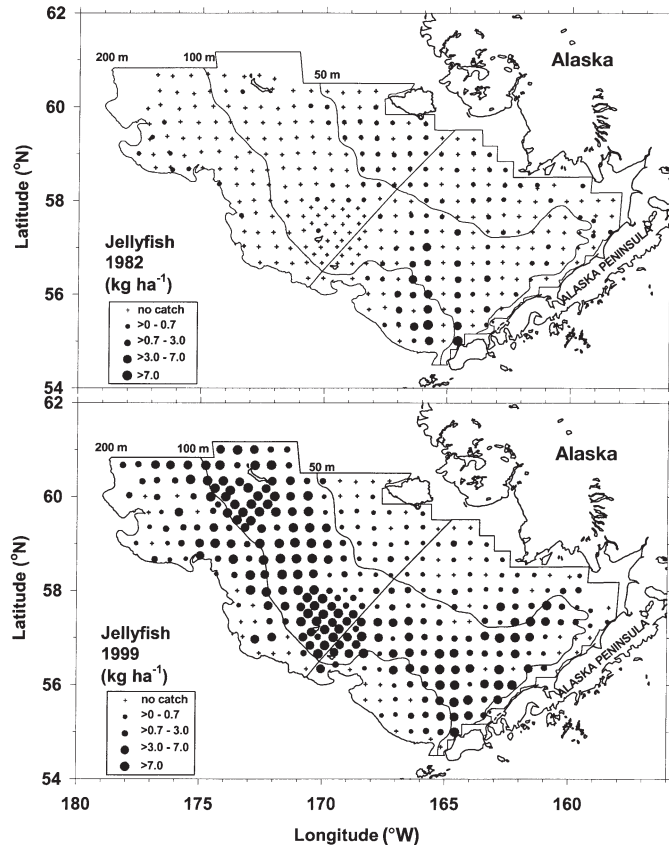 62
200 m
100 m
50 m
Alaska
60
58
Latitude (°N)
Jellyfish
1982
(kg ha⁻¹)
no catch
>0 - 0.7
>0.7 - 3.0
>3.0 - 7.0
>7.0
ALASKA PENINSULA
56
54
62
200 m
100 m
50 m
Alaska
60
58
Latitude (°N)
Jellyfish
1999
(kg ha⁻¹)
no catch
>0 - 0.7
>0.7 - 3.0
>3.0 - 7.0
>7.0
ALASKA PENINSULA
56
54
180
175
170
165
160
Longitude (°W)